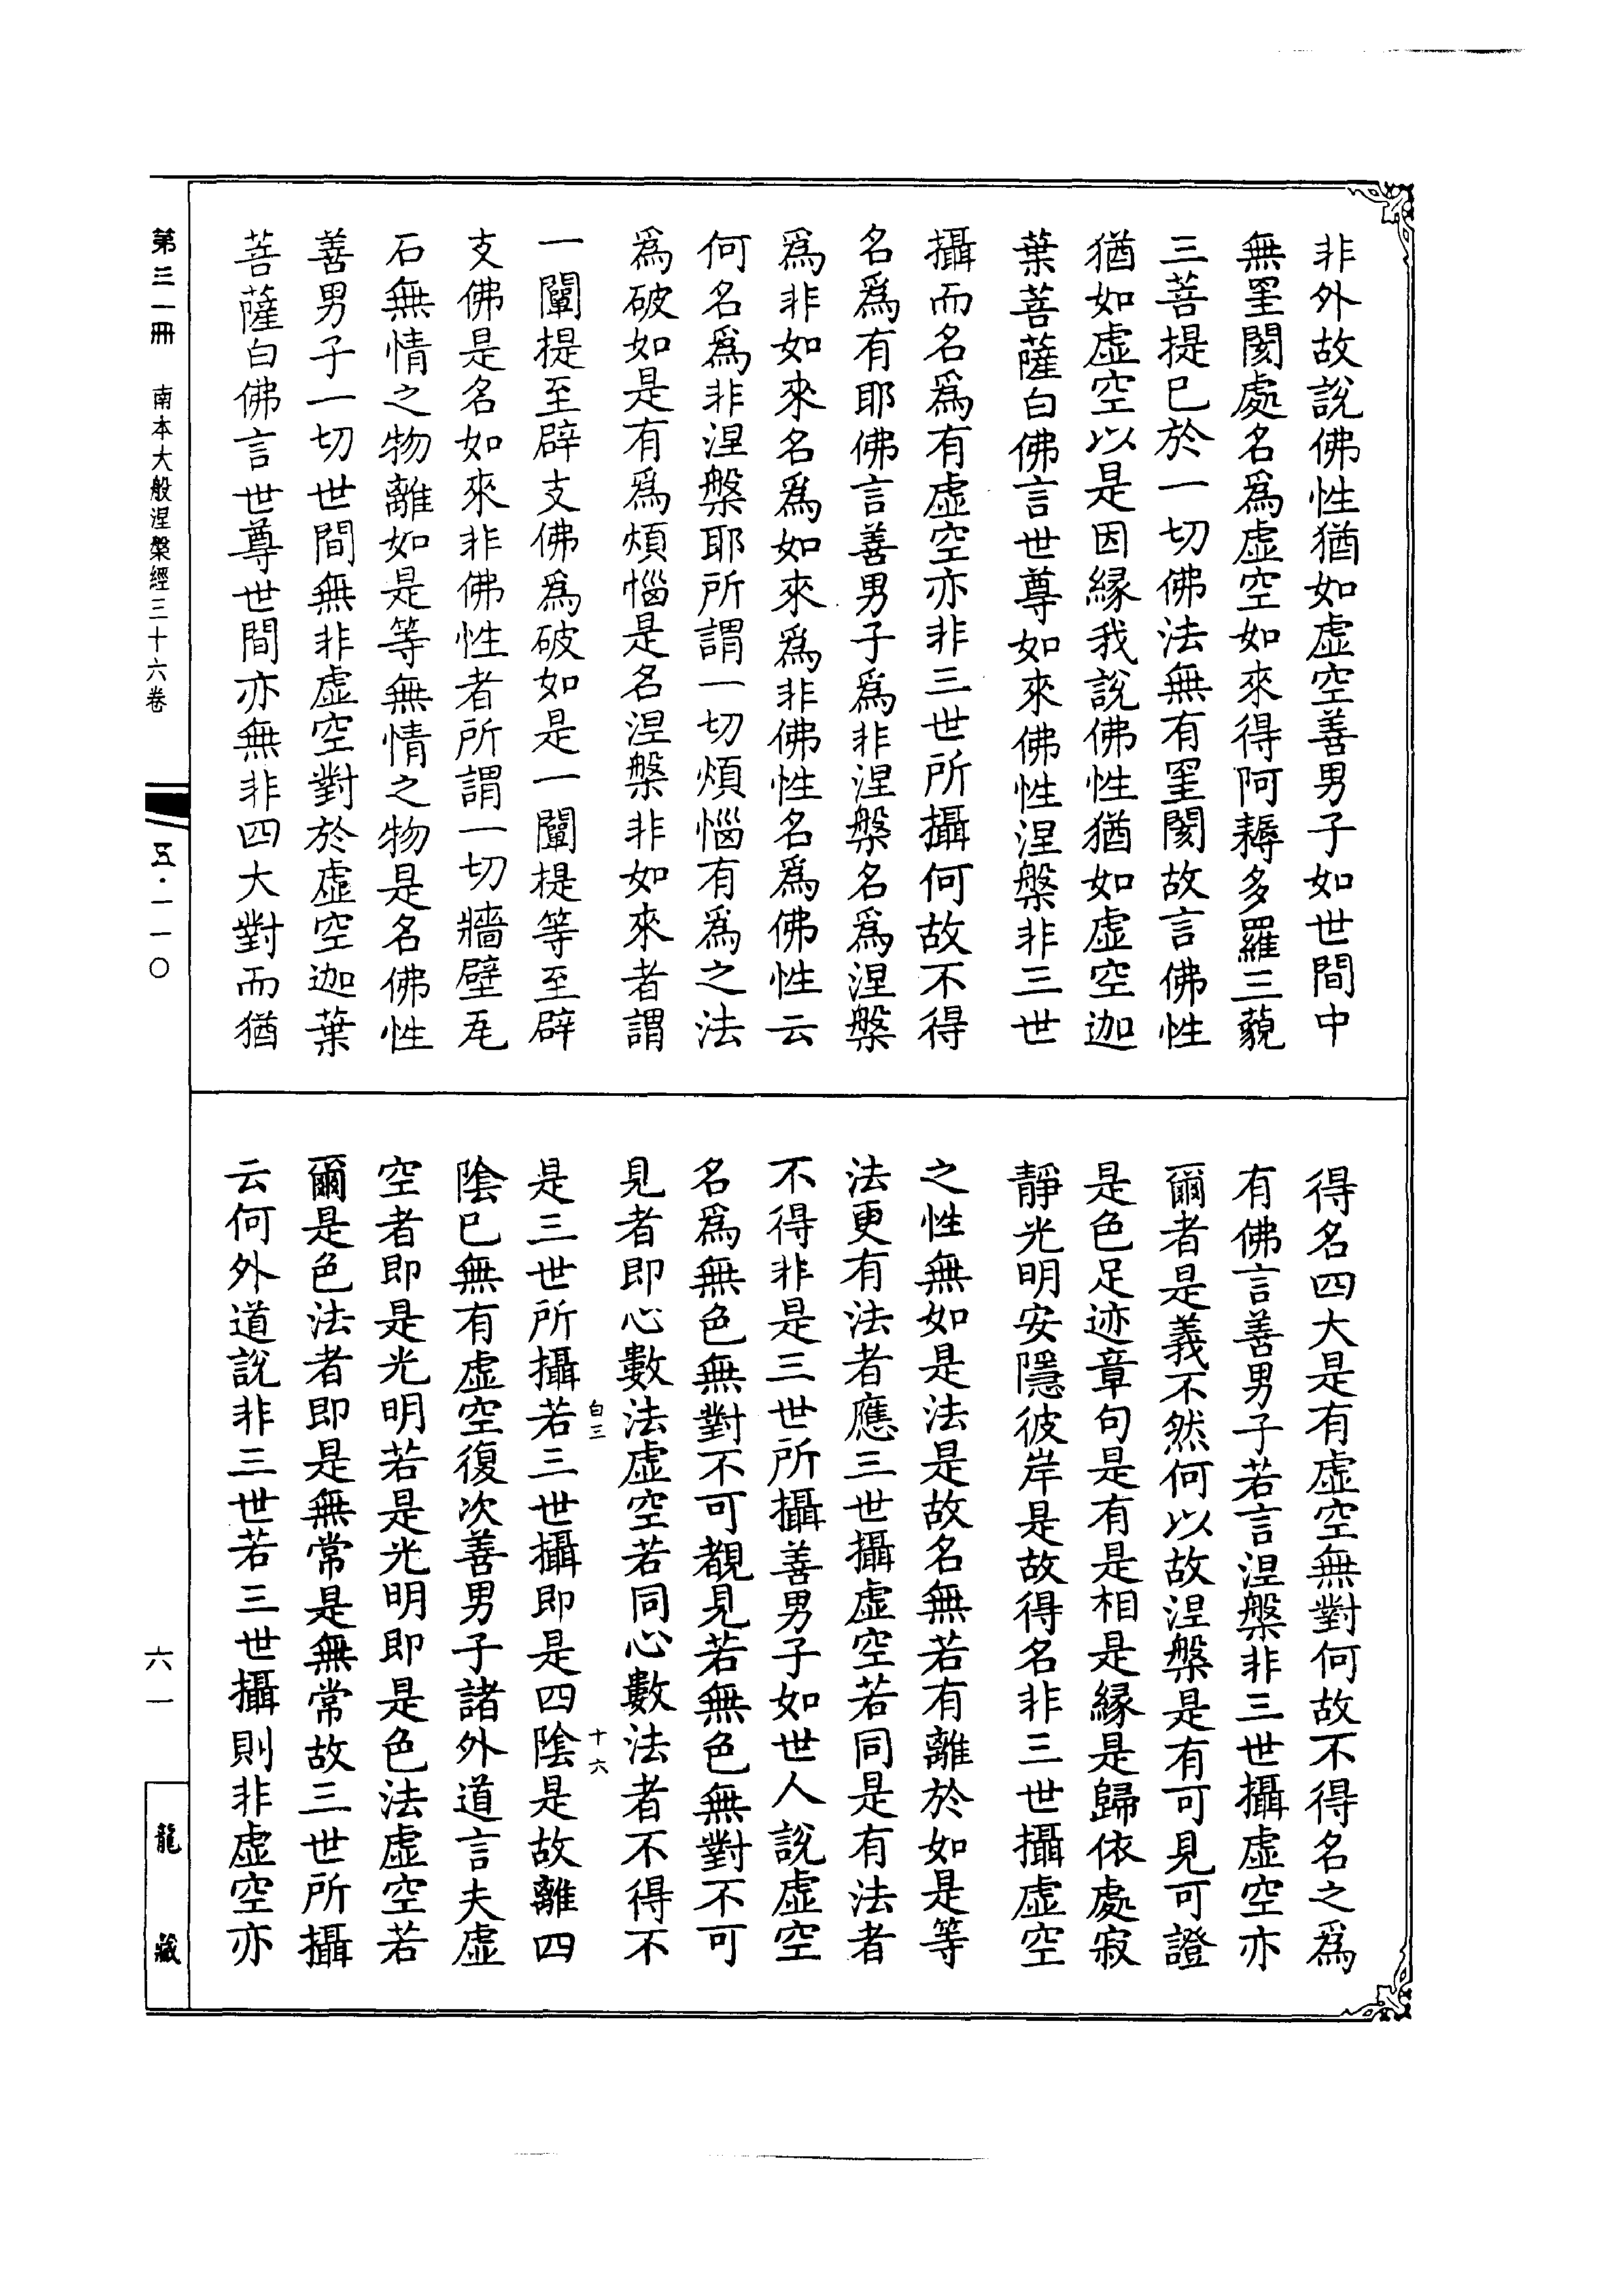 非外故說佛性猶如虛空善男子如世間中
無罣閡處名爲虛空如來得阿耨多羅三藐
三菩提已於一切佛法無有罣閡故言佛性
猶如虛空以是因緣我說佛性猶如虛空迦
葉菩薩白佛言世尊如來佛性涅槃非三世
攝而名爲有虛空亦非三世所攝何故不得
名爲有耶佛言善男子爲非涅槃名爲涅槃
爲非如來名爲如來爲非佛性名爲佛性云
何名爲非涅槃耶所謂一切煩惱有爲之法
爲破如是有爲煩惱是名涅槃非如來者謂
一闡提至辟支佛爲破如是一闡提等至辟
支佛是名如來非佛性者所謂一切牆壁瓦
石無情之物離如是等無情之物是名佛性
善男子一切世間無非虛空對於虛空迦葉
菩薩白佛言世尊世間亦無非四大對而猶
得名四大是有虛空無對何故不得名之爲
有佛言善男子若言涅槃非三世攝虛空亦
爾者是義不然何以故涅槃是有可見可證
是色足迹章句是有是相是緣是歸依處寂
靜光明安隱彼岸是故得名非三世攝虛空
之性無如是法是故名無若有離於如是等
法更有法者應三世攝虛空若同是有法者
不得非是三世所攝善男子如世人說虛空
名爲無色無對不可覩見若無色無對不可
見者即心數法虛空若同心數法者不得不
是三世所攝若三世攝即是四陰是故離四
白三
十六
陰已無有虛空復次善男子諸外道言夫虛
空者即是光明若是光明即是色法虛空若
爾是色法者即是無常是無常故三世所攝
云何外道說非三世若三世攝則非虛空亦
第三一冊 南本大般涅槃經三十六卷
五·一一〇
六一
龍藏